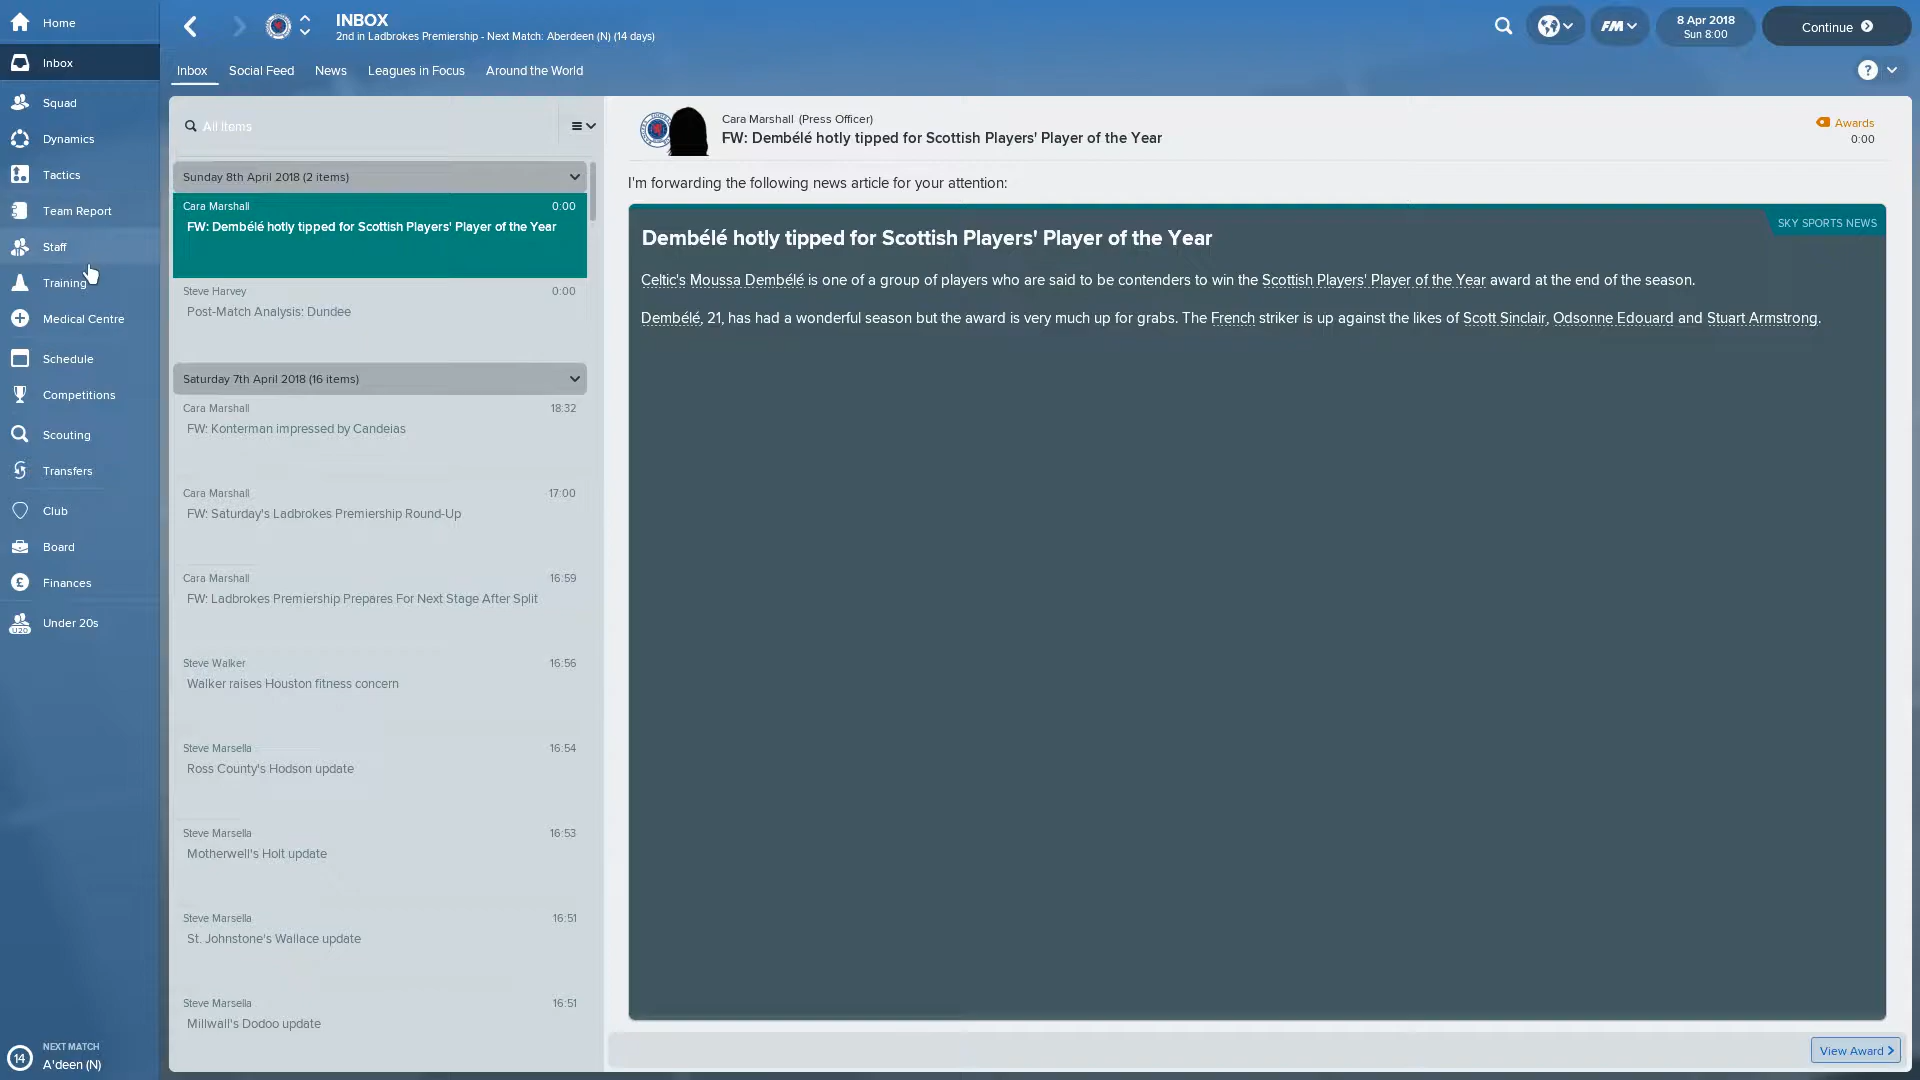 Home
Inbox
Squad
Dynamics
Tactics
Team Report
Staff
Training
Medical Centre
Schedule
Competitions
Scouting
Transfers
Club
Board
Finances
U20
Under 20s
14
NEXT MATCH
A'deen (N)
INBOX
2nd in Ladbrokes Premiership - Next Match: Aberdeen (N) (14 days)
FM
8 Apr 2018
Sun 8:00
Continue
Inbox Social Feed News Leagues in Focus Around the World
?
All Items
Sunday 8th April 2018 (2 items)
Cara Marshall 0:00
FW: Dembélé hotly tipped for Scottish Players' Player of the Year
Steve Harvey 0:00
Post-Match Analysis: Dundee
Saturday 7th April 2018 (16 items)
Cara Marshall 18:32
FW: Konterman impressed by Candeias
Cara Marshall 17:00
FW: Saturday's Ladbrokes Premiership Round-Up
Cara Marshall 16:59
FW: Ladbrokes Premiership Prepares For Next Stage After Split
Steve Walker 16:56
Walker raises Houston fitness concern
Steve Marsella 16:54
Ross County's Hodson update
Steve Marsella 16:53
Motherwell's Holt update
Steve Marsella 16:51
St. Johnstone's Wallace update
Steve Marsella 16:51
Millwall's Dodoo update
Cara Marshall (Press Officer)
FW: Dembélé hotly tipped for Scottish Players' Player of the Year
Awards
0:00
I'm forwarding the following news article for your attention:
SKY SPORTS NEWS
Dembélé hotly tipped for Scottish Players' Player of the Year
Celtic's Moussa Dembélé is one of a group of players who are said to be contenders to win the Scottish Players' Player of the Year award at the end of the season.
Dembélé, 21, has had a wonderful season but the award is very much up for grabs. The French striker is up against the likes of Scott Sinclair, Odsonne Edouard and Stuart Armstrong.
View Award